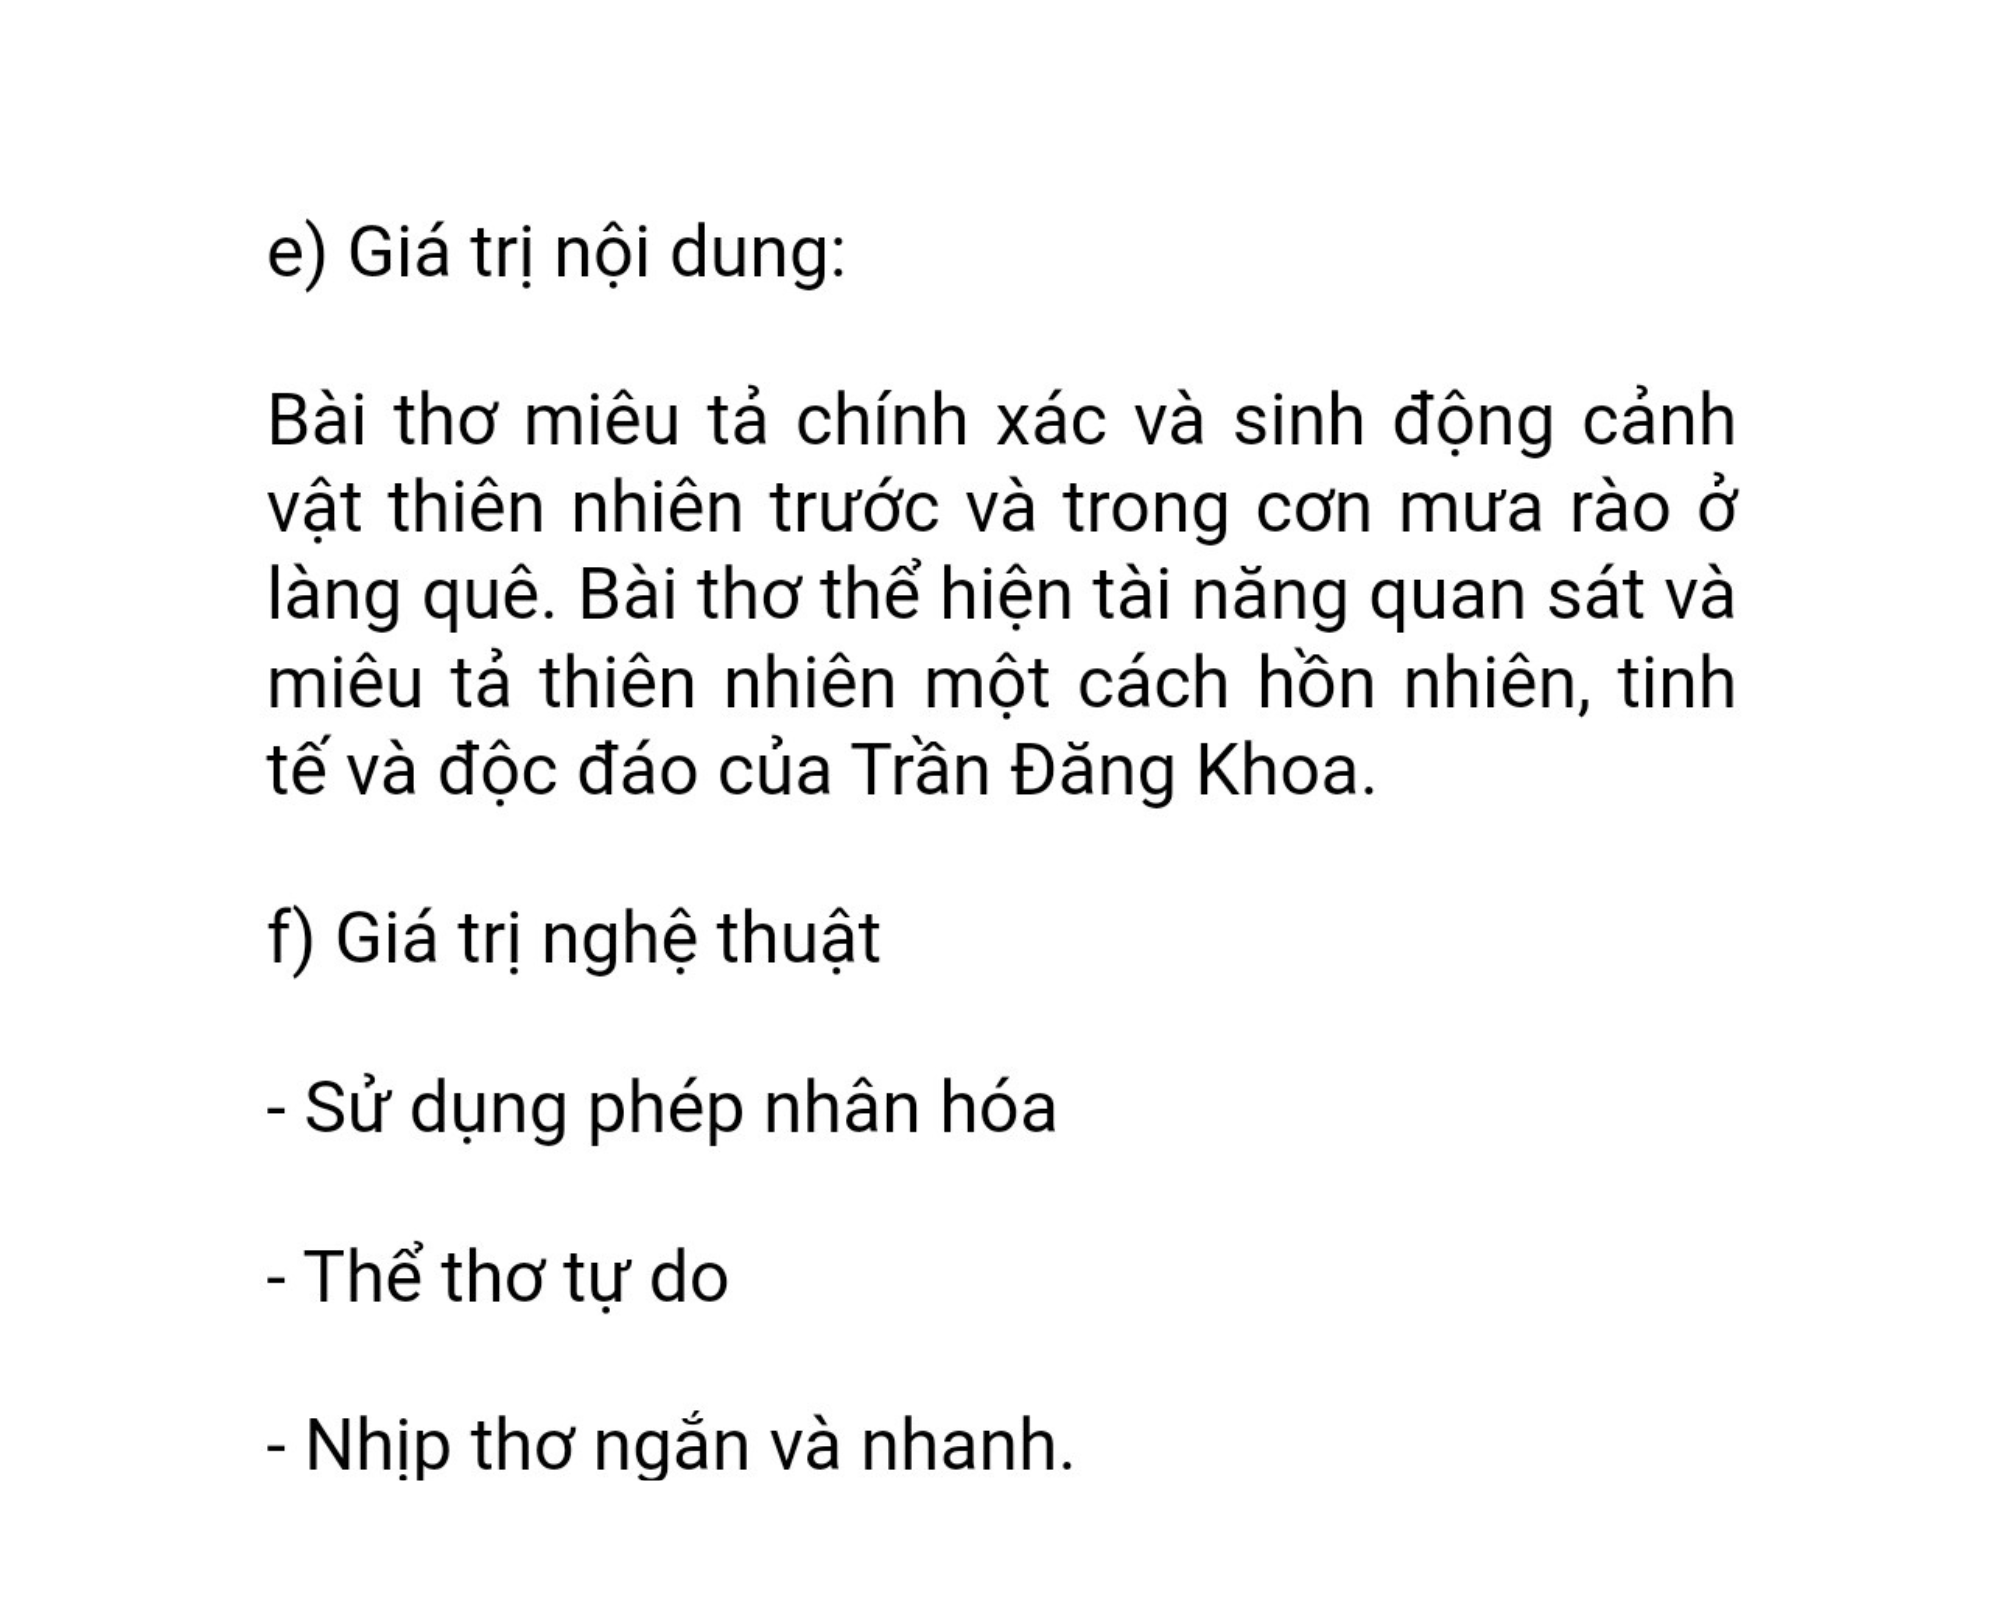 e) Giá trị nội dung:
Bài thơ miêu tả chính xác và sinh động cảnh
vật thiên nhiên trước và trong cơn mưa rào ở
làng quê. Bài thơ thể hiện tài năng quan sát và
miêu tả thiên nhiên một cách hồn nhiên, tinh
tế và độc đáo của Trần Đăng Khoa.
f) Giá trị nghệ thuật
- Sử dụng phép nhân hóa
- Thể thơ tự do
- Nhịp thơ ngắn và nhanh.